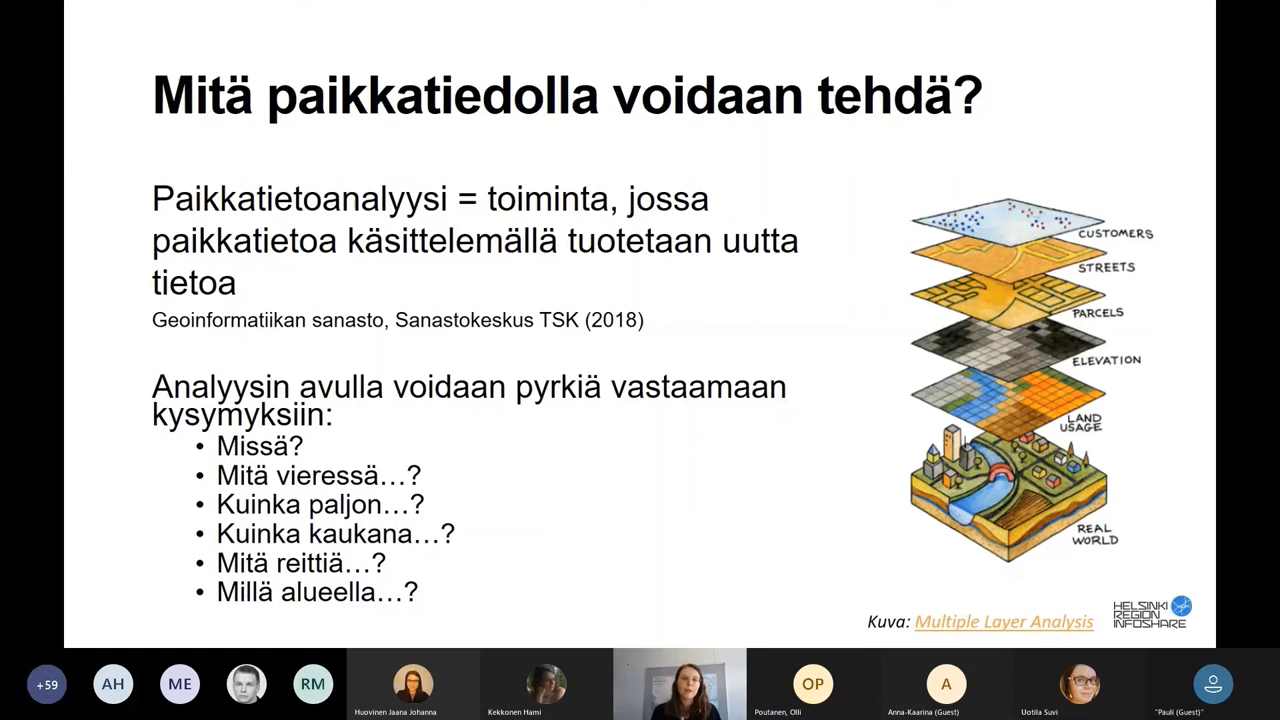 Mitä paikkatiedolla voidaan tehdä?
Paikkatietoanalyysi = toiminta, jossa
paikkatietoa käsittelemällä tuotetaan uutta
tietoa
Geoinformatiikan sanasto, Sanastokeskus TSK (2018)
Analyysin avulla voidaan pyrkiä vastaamaan
kysymyksiin:
• Missä?
• Mitä vieressä…?
• Kuinka paljon…?
• Kuinka kaukana…?
• Mitä reittiä…?
• Millä alueella…?
CUSTOMERS
STREETS
PARCELS
ELEVATION
LAND
USAGE
REAL
WORLD
Kuva: Multiple Layer Analysis
HELSINKI
REGION
INFOSHARE
+59
AH
ME
RM
Huovinen Jaana Johanna
Kekkonen Hami
OP
Poutanen, Olli
A
Anna-Kaarina (Guest)
Uotila Suvi
"Pauli (Guest)"